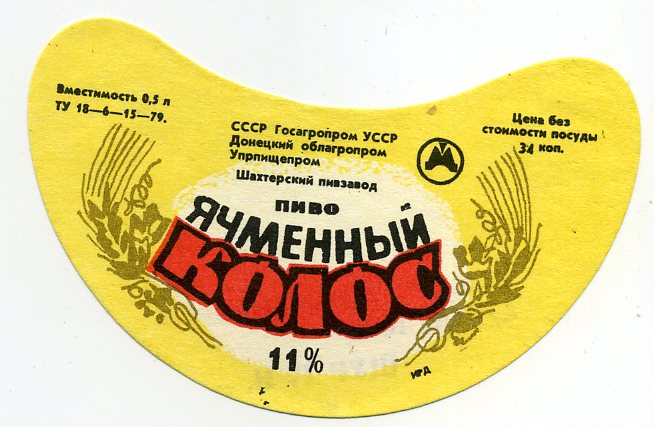 Вместимость 0,5 л
ТУ 18—6—15—79.
СССР Госагропром УССР
Донецкий облагропром
Упрпищепром
Шахтерский пивзавод
Цена без
стоимости посуды
34 коп.
ПИВО
ЯЧМЕННЫЙ
КОЛОС
11%
ИРД